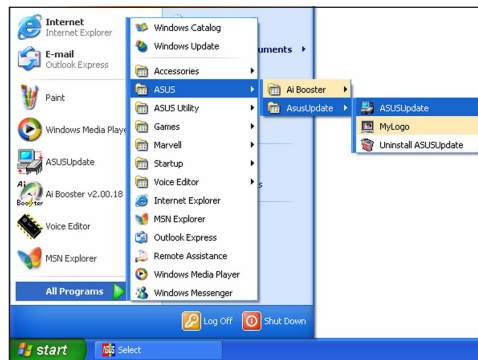 Internet
Internet Explorer
E-mail
Outlook Express
Paint
Windows Media Playe
ASUSUpdate
Ai Booster v2.00.18
Voice Editor
MSN Explorer
All Programs
Windows Catalog
Windows Update
Accessories
ASUS
ASUS Utility
Games
Marvell
Startup
Voice Editor
Internet Explorer
MSN Explorer
Outlook Express
Remote Assistance
Windows Media Player
Windows Messenger
uments
s
Ai Booster
AsusUpdate
ASUSUpdate
MyLogo
Uninstall ASUSUpdate
Log Off
Shut Down
start
Select